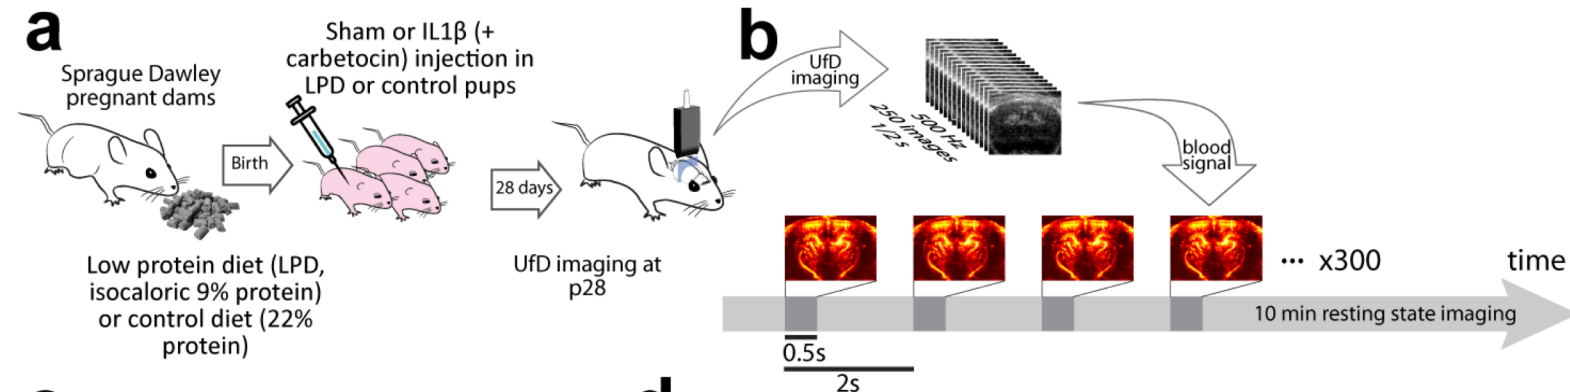 a
Sprague Dawley
pregnant dams
Sham or IL1β (+
carbetocin) injection in
LPD or control pups
Birth
28 days
Low protein diet (LPD,
isocaloric 9% protein)
or control diet (22%
protein)
UfD imaging at
p28
b
UfD
imaging
500 Hz
250 images
1/2 s
blood
signal
... x300
time
10 min resting state imaging
0.5s
2s
d